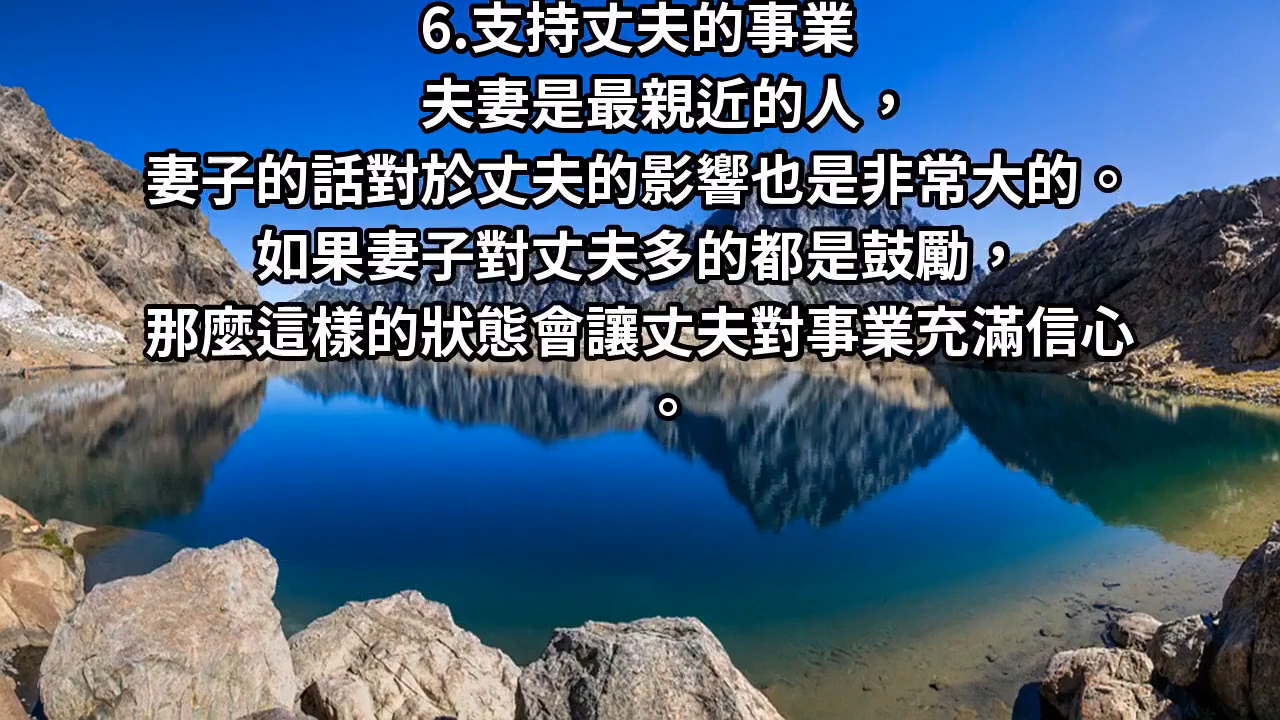 6.支持丈夫的事業
夫妻是最親近的人，
妻子的話對於丈夫的影響也是非常大的。
如果妻子對丈夫多的都是鼓勵，
那麼這樣的狀態會讓丈夫對事業充滿信心
。